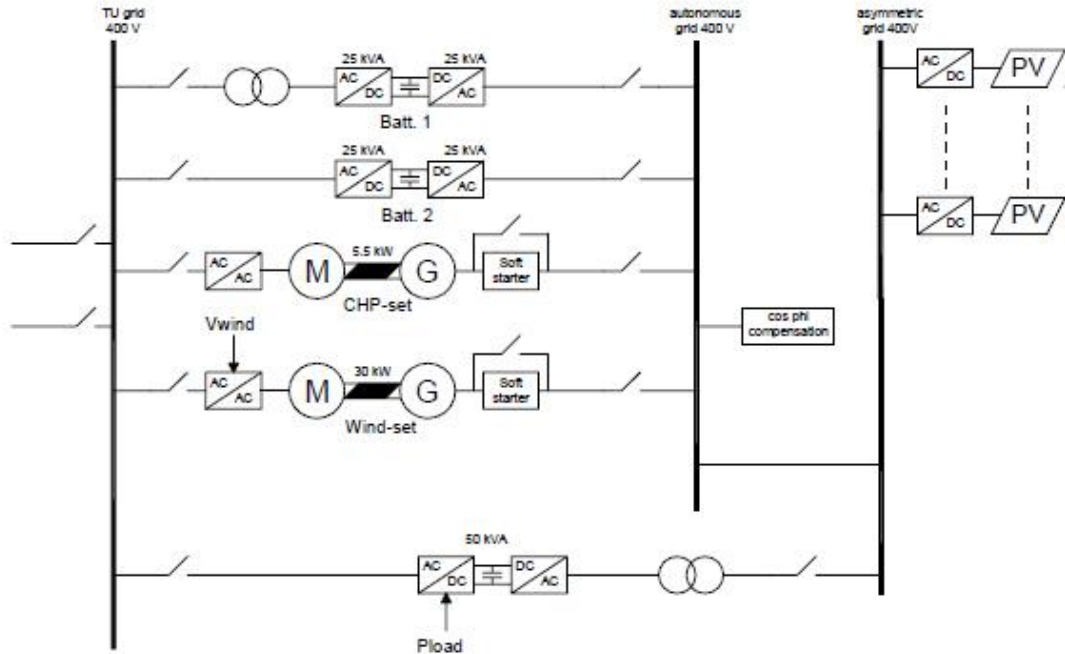 TU grid
400 V
autonomous
grid 400 V
asymmetric
grid 400V
25 kVA
25 kVA
AC
DC
DC
AC
Batt. 1
AC
DC
PV
25 kVA
25 kVA
AC
DC
DC
AC
Batt. 2
AC
DC
PV
AC
AC
M
5.5 kW
G
Soft
starter
CHP-set
Vwind
cos phi
compensation
AC
AC
M
30 kW
G
Soft
starter
Wind-set
50 kVA
AC
DC
DC
AC
Pload